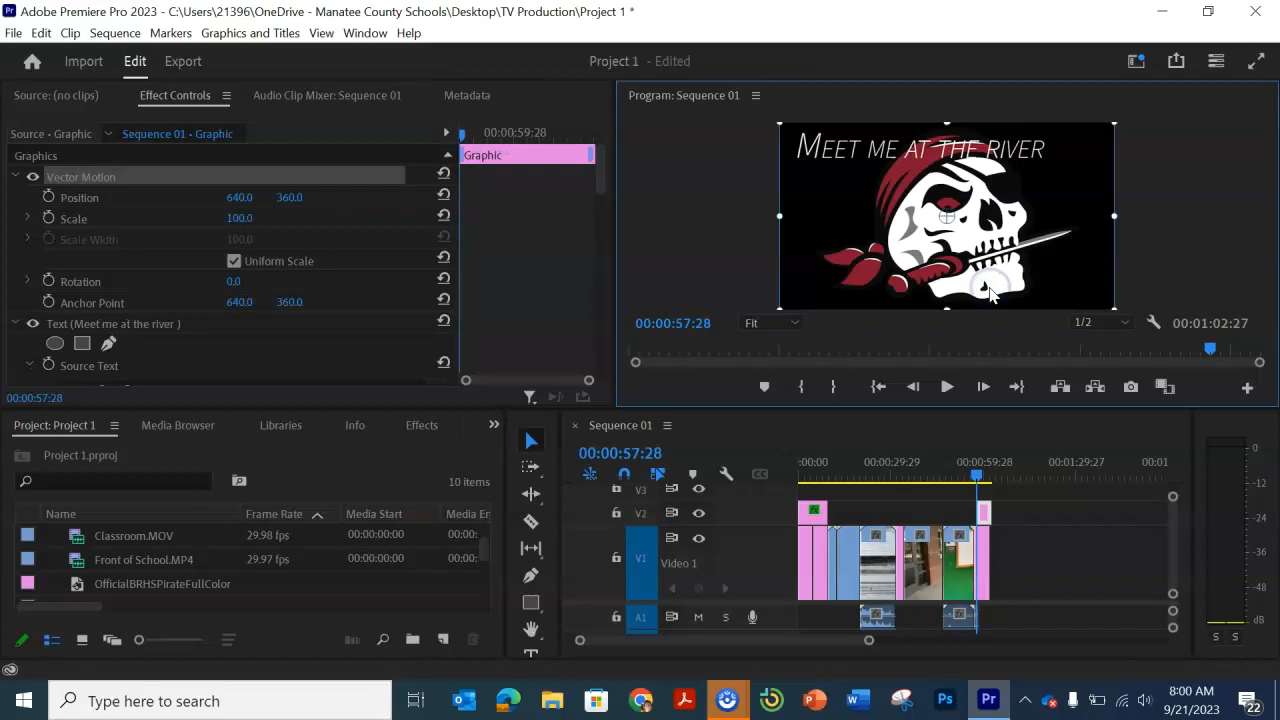 Adobe Premiere Pro 2023 - C:\Users\21396\OneDrive - Manatee County Schools\Desktop\TV Production\Project 1 *
File Edit Clip Sequence Markers Graphics and Titles View Window Help
Import Edit Export Project 1 - Edited
Source: (no clips) Effect Controls Audio Clip Mixer: Sequence 01 Metadata
Program: Sequence 01
Source - Graphic Sequence 01 - Graphic 00:00:59:28
Graphics
Graphic
Vector Motion
Position 640.0 360.0
Scale 100.0
Scale Width 100.0
Uniform Scale
Rotation 0.0
Anchor Point 640.0 360.0
Text (Meet me at the river )
Source Text
00:00:57:28
Meet me at the river
00:00:57:28 Fit 1/2 00:01:02:27
Project: Project 1 Media Browser Libraries Info Effects
Project 1.prproj
10 items
Name Frame Rate Media Start Media En
Classroom.MOV 29.98 fps 00:00:00:00 00:00:
Front of School.MP4 29.97 fps 00:00:00:00 00:00:
OfficialBRHSPirateFullColor
Sequence 01
00:00:57:28
:00:00 00:00:29:29 00:00:59:28 00:01:29:27 00:01
V3
V2
V1 Video 1
A1 M S
0
-12
-24
-36
-48
dB
S S
Type here to search
8:00 AM
9/21/2023
22